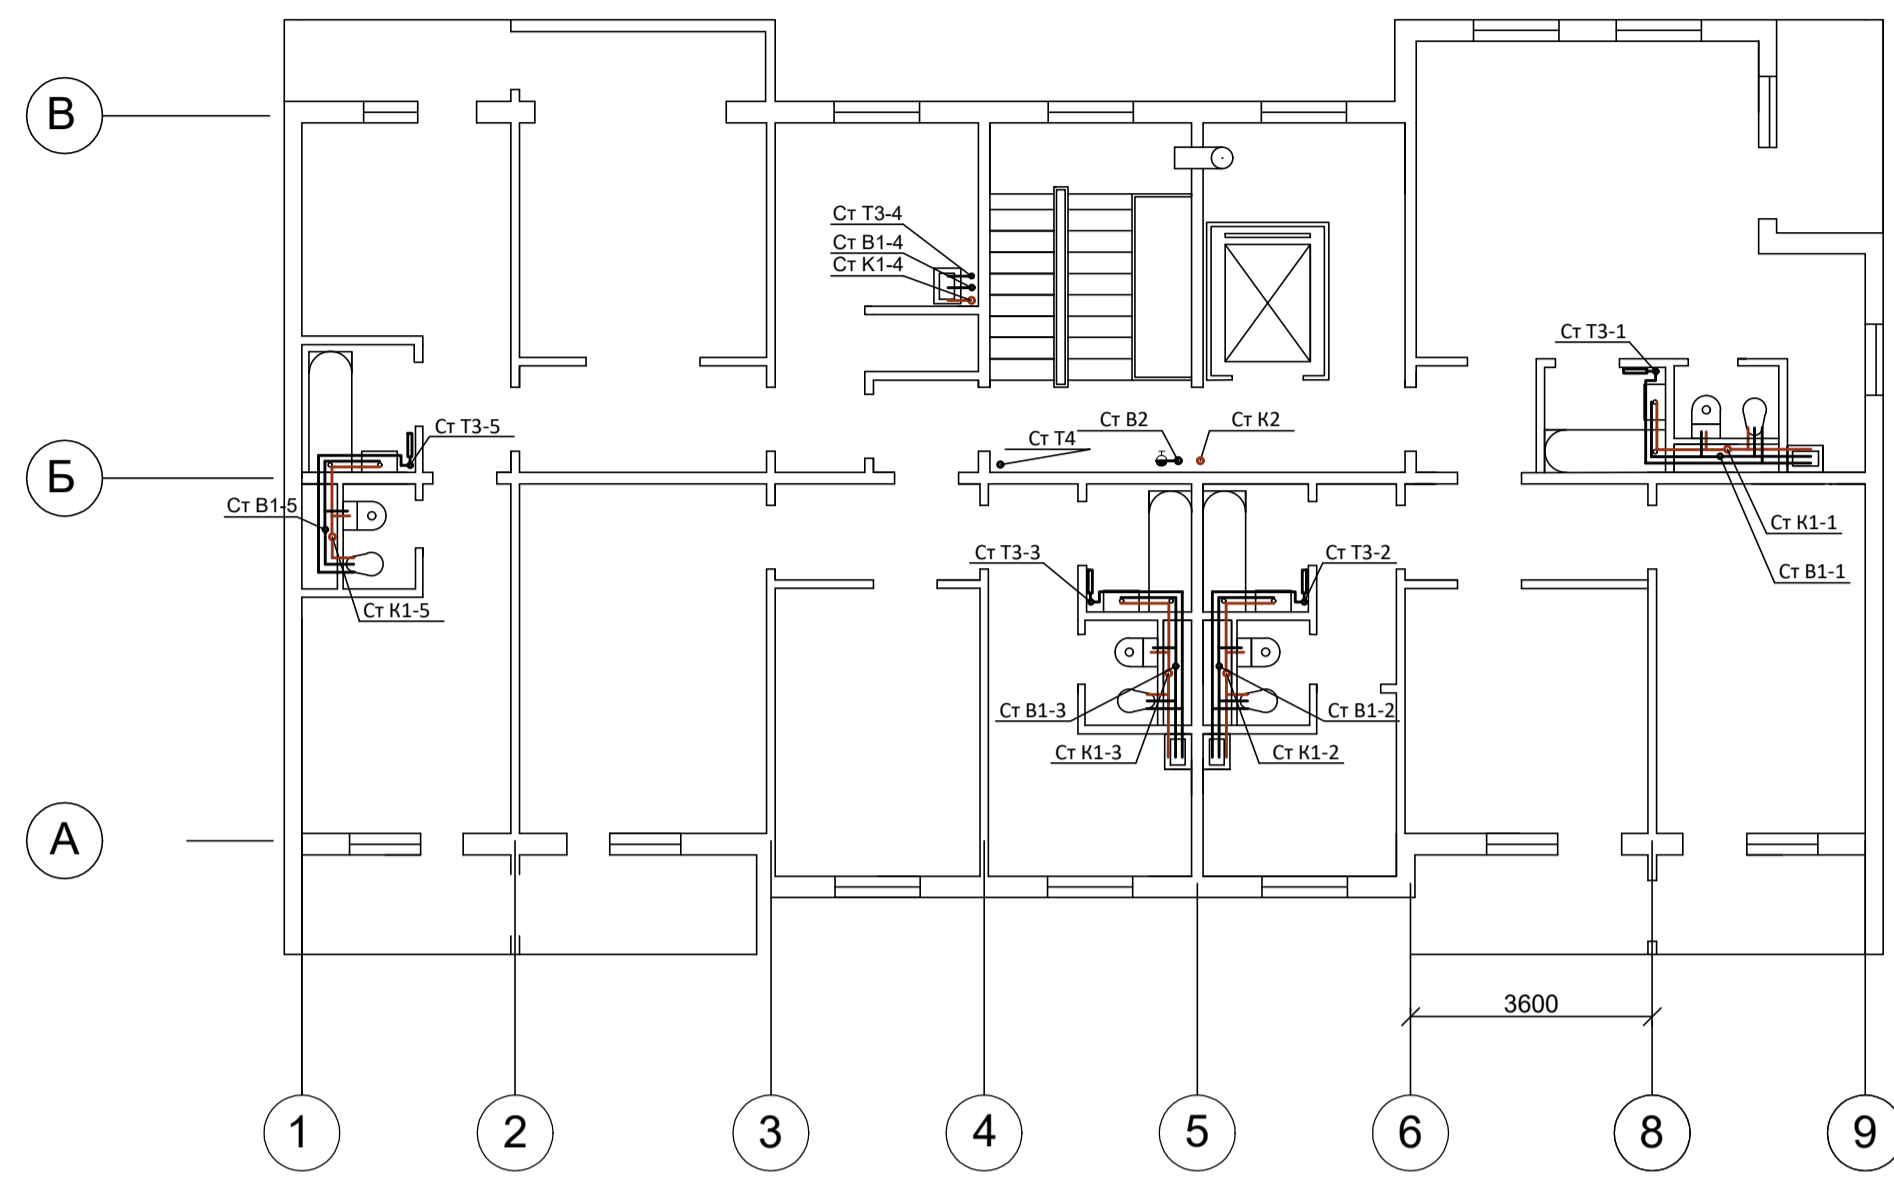 В
Ст Т3-4
Ст В1-4
Ст К1-4
Ст Т3-1
Ст Т3-5
Ст Т4
Ст В2
Ст К2
Б
Ст В1-5
Ст К1-1
Ст Т3-3
Ст Т3-2
Ст В1-1
Ст К1-5
Ст В1-3
Ст В1-2
Ст К1-3
Ст К1-2
А
3600
1
2
3
4
5
6
8
9